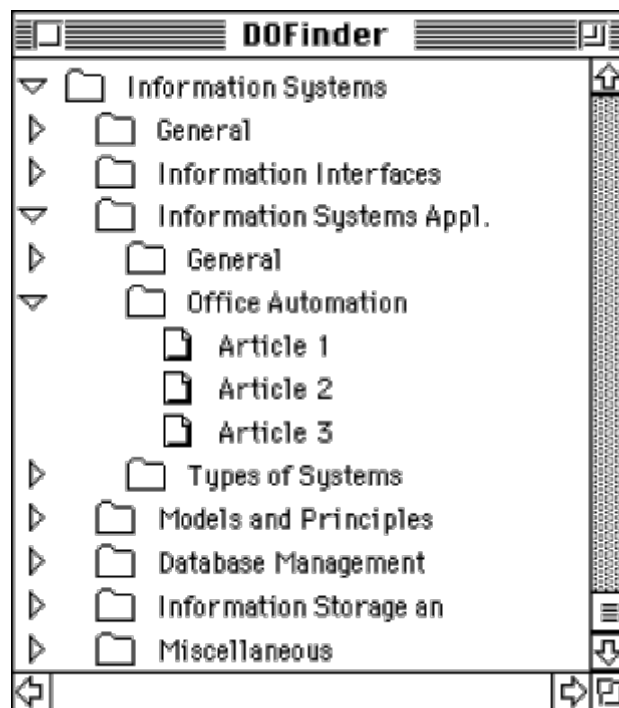 DOFinder
Information Systems
General
Information Interfaces
Information Systems Appl.
General
Office Automation
Article 1
Article 2
Article 3
Types of Systems
Models and Principles
Database Management
Information Storage an
Miscellaneous